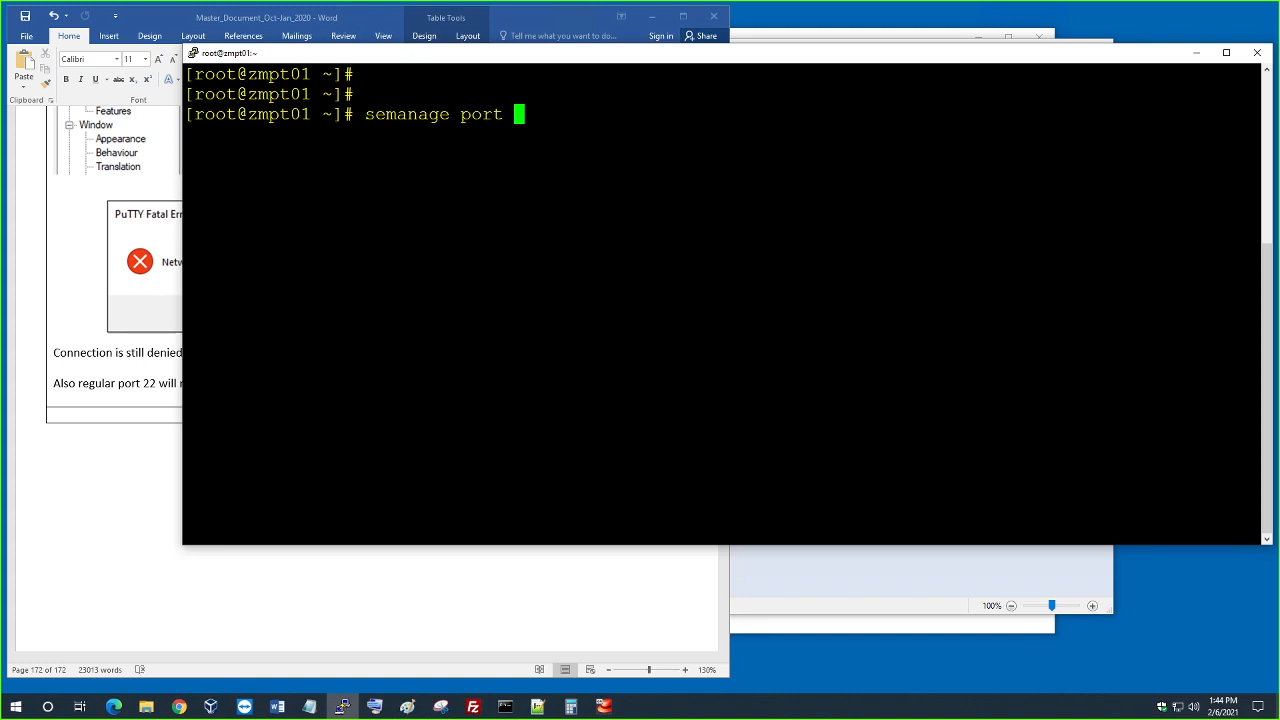 Master_Document_Oct-Jan_2020 - Word
Table Tools
File Home Insert Design Layout References Mailings Review View Design Layout Tell me what you want to do... Sign in Share
Paste
Calibri 11
B I U abc X₂ X² A
Clipboard Font
root@zmpt01:~
[root@zmpt01 ~]#
[root@zmpt01 ~]#
[root@zmpt01 ~]# semanage port
Features
Window
Appearance
Behaviour
Translation
PuTTY Fatal Err
Netw
Connection is still denied
Also regular port 22 will r
100%
Page 172 of 172 23013 words 130%
1:44 PM
2/6/2021